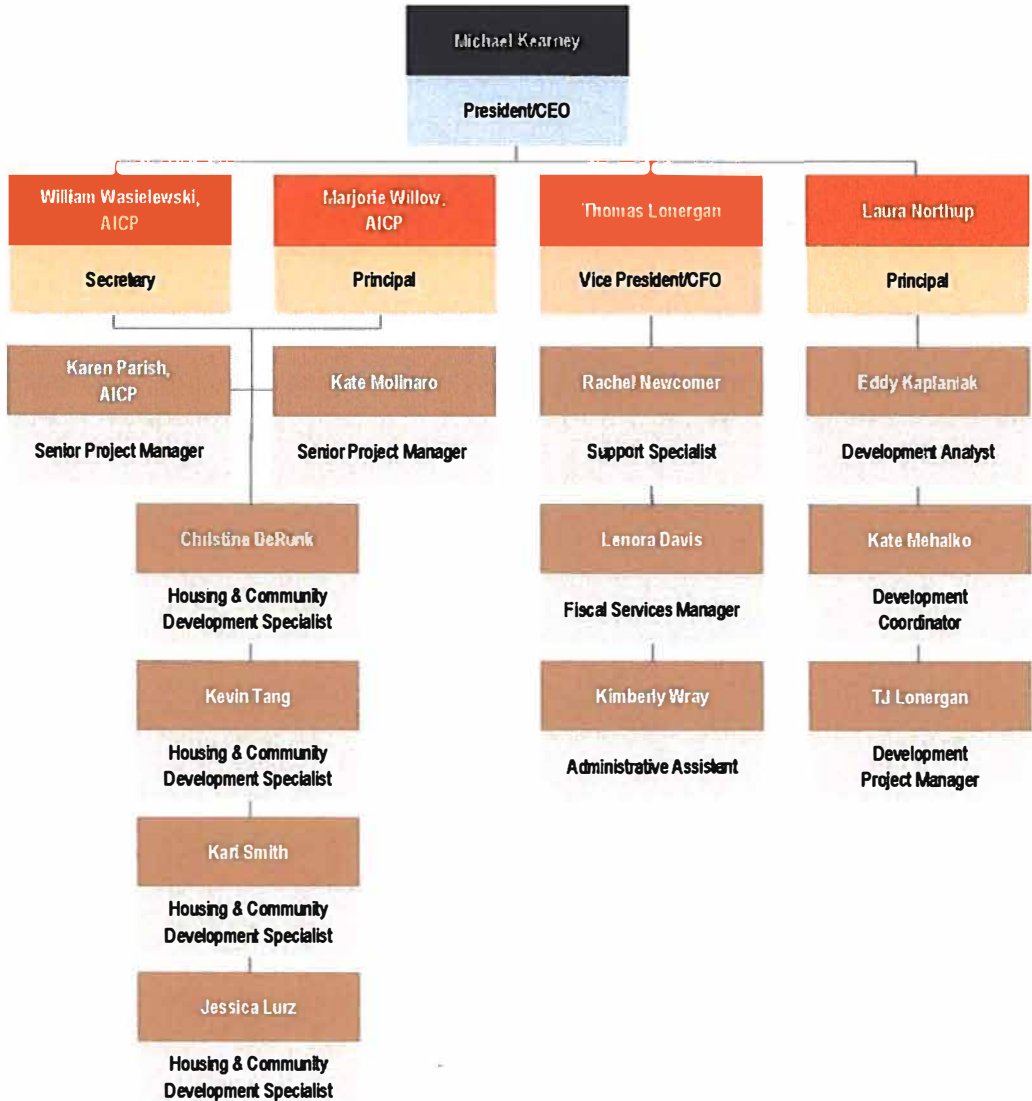 Michael Kearney
President/CEO
William Wasielewski,
AICP
Secretary
Marjorie Willow,
AICP
Principal
Thomas Lonergan
Vice President/CFO
Laura Northup
Principal
Karen Parish,
AICP
Senior Project Manager
Kate Molinaro
Senior Project Manager
Rachel Newcomer
Support Specialist
Eddy Kaplaniak
Development Analyst
Christine DeRunk
Housing & Community
Development Specialist
Lenora Davis
Fiscal Services Manager
Kate Mehalko
Development
Coordinator
Kevin Tang
Housing & Community
Development Specialist
Kimberly Wray
Administrative Assistant
TJ Lonergan
Development
Project Manager
Kari Smith
Housing & Community
Development Specialist
Jessica Lurz
Housing & Community
Development Specialist